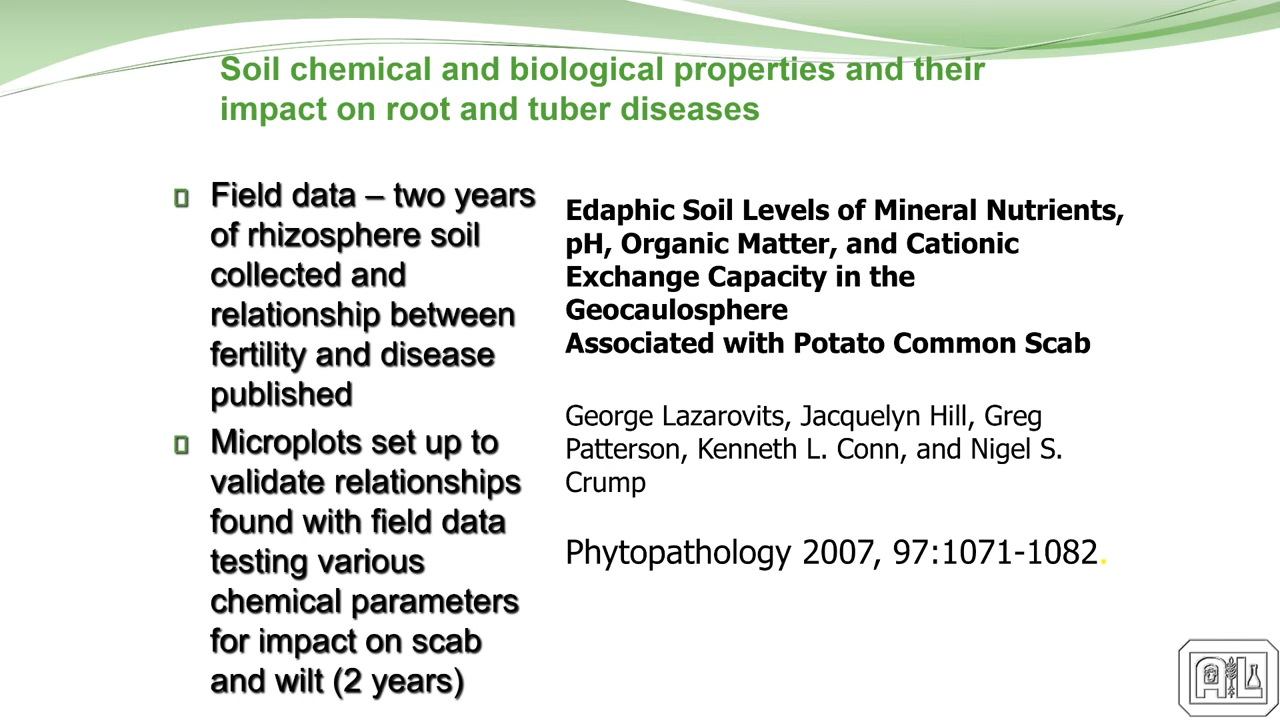 Soil chemical and biological properties and their
impact on root and tuber diseases
Field data – two years
of rhizosphere soil
collected and
relationship between
fertility and disease
published
Microplots set up to
validate relationships
found with field data
testing various
chemical parameters
for impact on scab
and wilt (2 years)
Edaphic Soil Levels of Mineral Nutrients,
pH, Organic Matter, and Cationic
Exchange Capacity in the
Geocaulosphere
Associated with Potato Common Scab
George Lazarovits, Jacquelyn Hill, Greg
Patterson, Kenneth L. Conn, and Nigel S.
Crump
Phytopathology 2007, 97:1071-1082.
A L